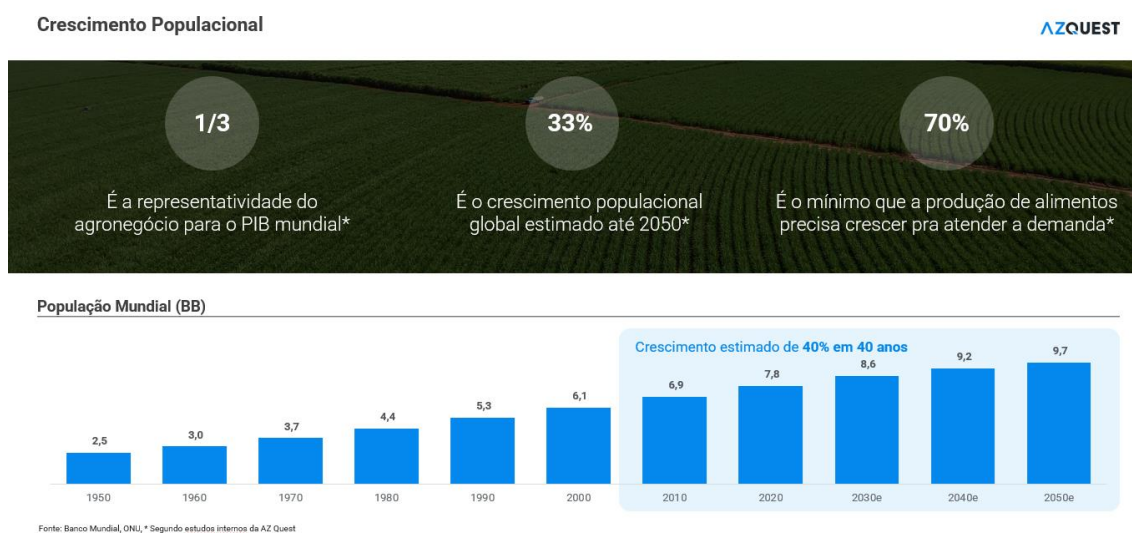 Crescimento Populacional
AZQUEST
1/3
33%
70%
É a representatividade do
agronegócio para o PIB mundial*
É o crescimento populacional
global estimado até 2050*
É o mínimo que a produção de alimentos
precisa crescer pra atender a demanda*
População Mundial (BB)
Crescimento estimado de 40% em 40 anos
2,5
3,0
3,7
4,4
5,3
6,1
6,9
7,8
8,6
9,2
9,7
1950
1960
1970
1980
1990
2000
2010
2020
2030e
2040e
2050e
Fonte: Banco Mundial, ONU, * Segundo estudos internos da AZ Quest